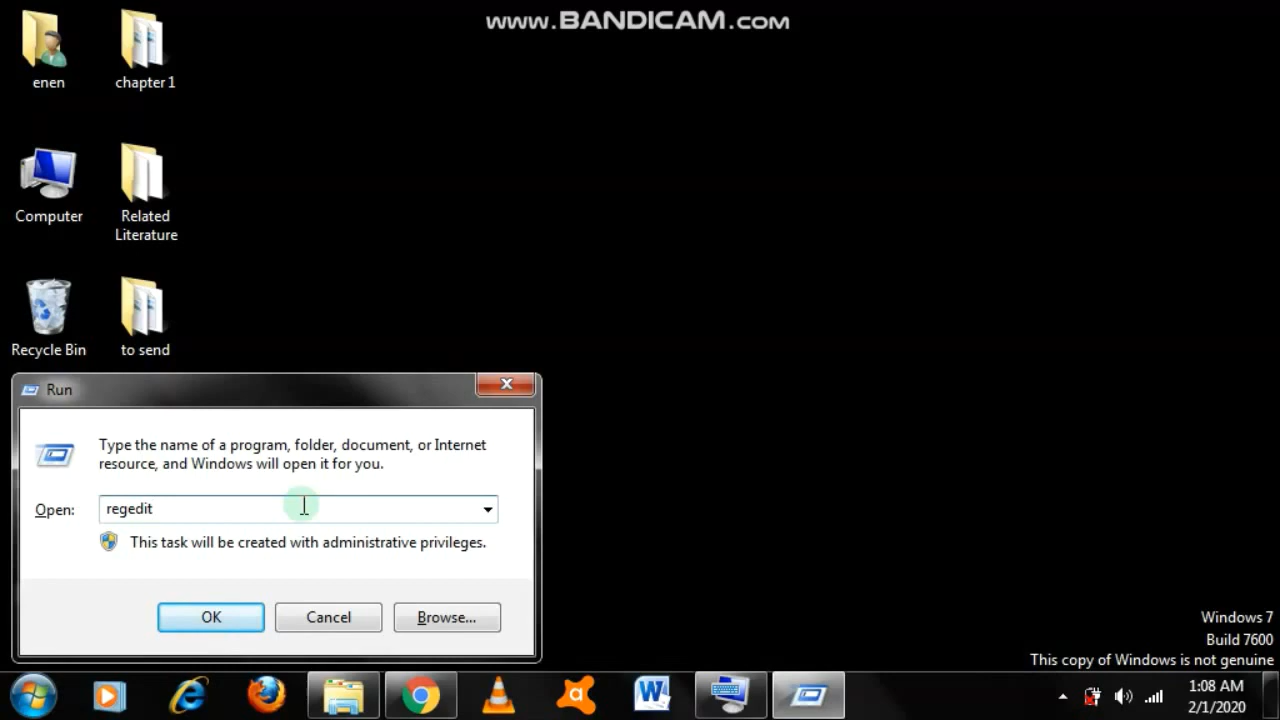 www.BANDICAM.com
enen
chapter 1
Computer
Related
Literature
Recycle Bin
to send
Run
Type the name of a program, folder, document, or Internet
resource, and Windows will open it for you.
Open:
regedit
This task will be created with administrative privileges.
OK
Cancel
Browse...
Windows 7
Build 7600
This copy of Windows is not genuine
1:08 AM
2/1/2020